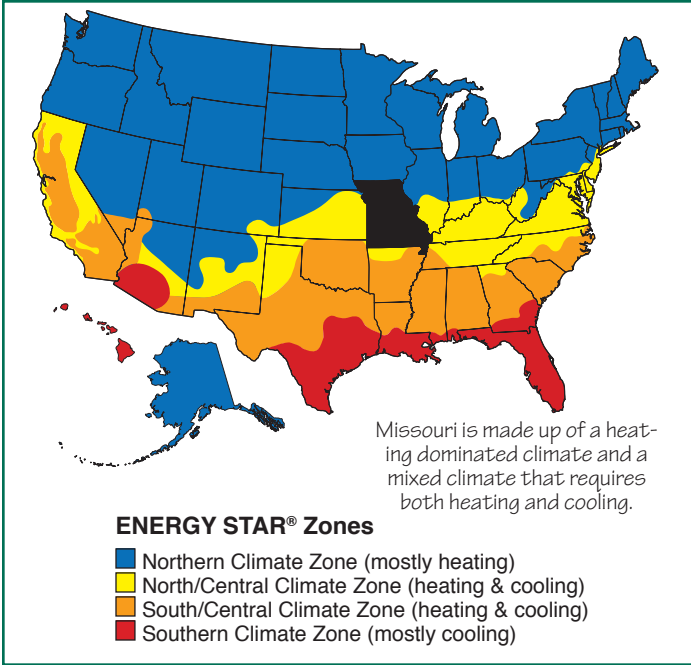 Missouri is made up of a heat-
ing dominated climate and a
mixed climate that requires
both heating and cooling.
ENERGY STAR® Zones
Northern Climate Zone (mostly heating)
North/Central Climate Zone (heating & cooling)
South/Central Climate Zone (heating & cooling)
Southern Climate Zone (mostly cooling)